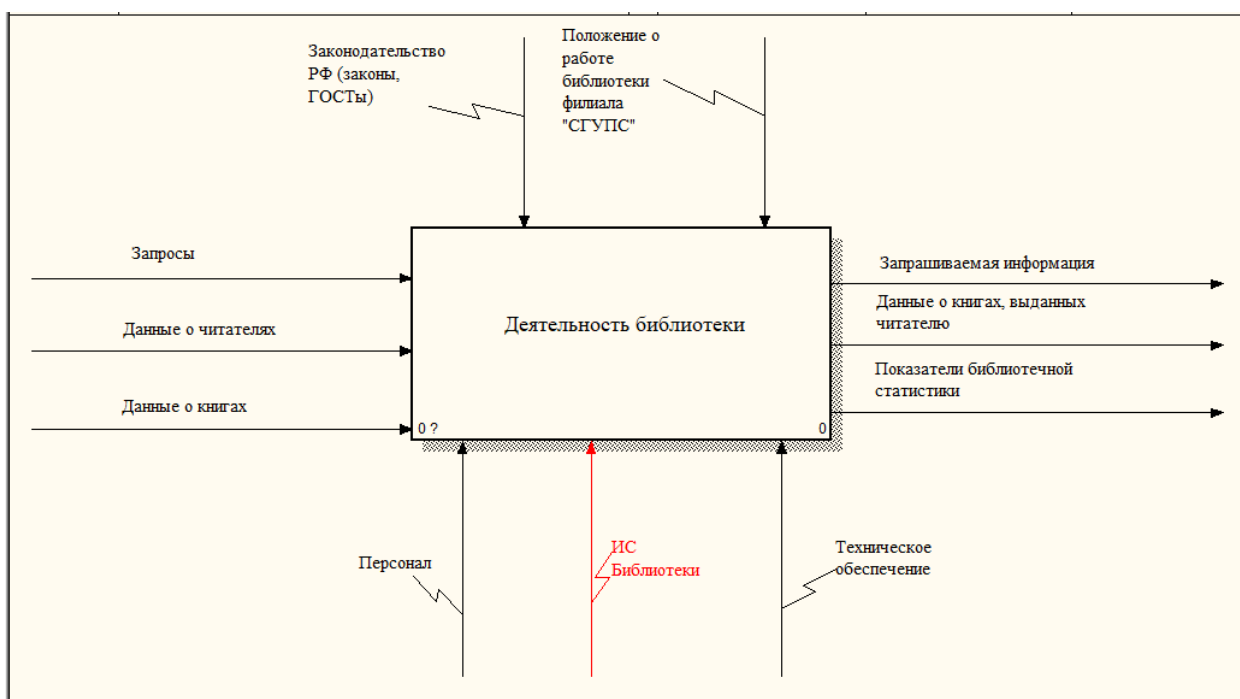 Законодательство
РФ (законы,
ГОСТы)
Положение о
работе
библиотеки
филиала
"СГУПС"
Запросы
Данные о читателях
Данные о книгах
Деятельность библиотеки
0 ?
0
Запрашиваемая информация
Данные о книгах, выданных
читателю
Показатели библиотечной
статистики
Персонал
ИС
Библиотеки
Техническое
обеспечение